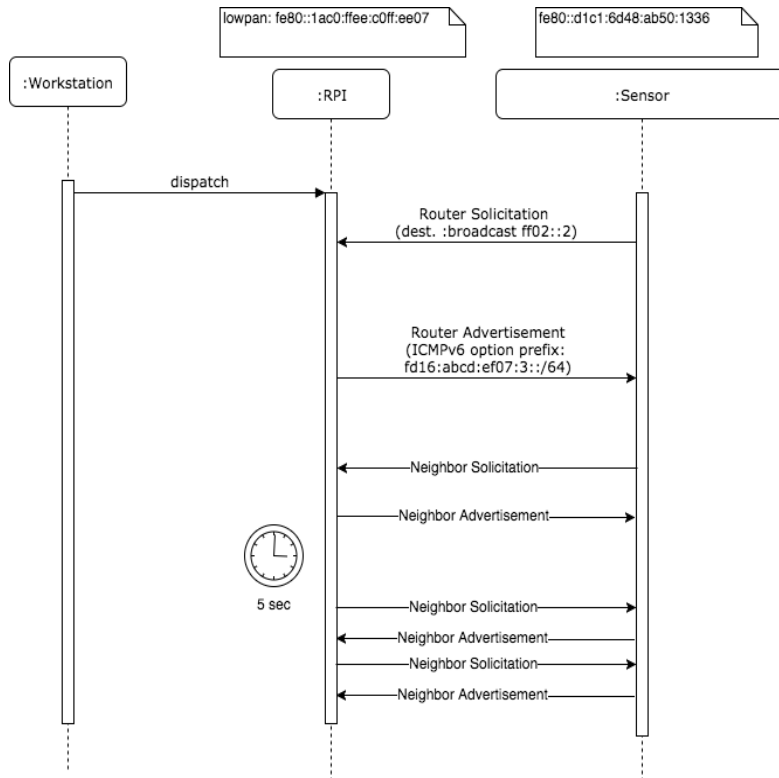 lowpan: fe80::1ac0:ffee:c0ff:ee07
fe80::d1c1:6d48:ab50:1336
:Workstation
:RPI
:Sensor
dispatch
Router Solicitation
(dest. :broadcast ff02::2)
Router Advertisement
(ICMPv6 option prefix:
fd16:abcd:ef07:3::/64)
Neighbor Solicitation
Neighbor Advertisement
5 sec
Neighbor Solicitation
Neighbor Advertisement
Neighbor Solicitation
Neighbor Advertisement